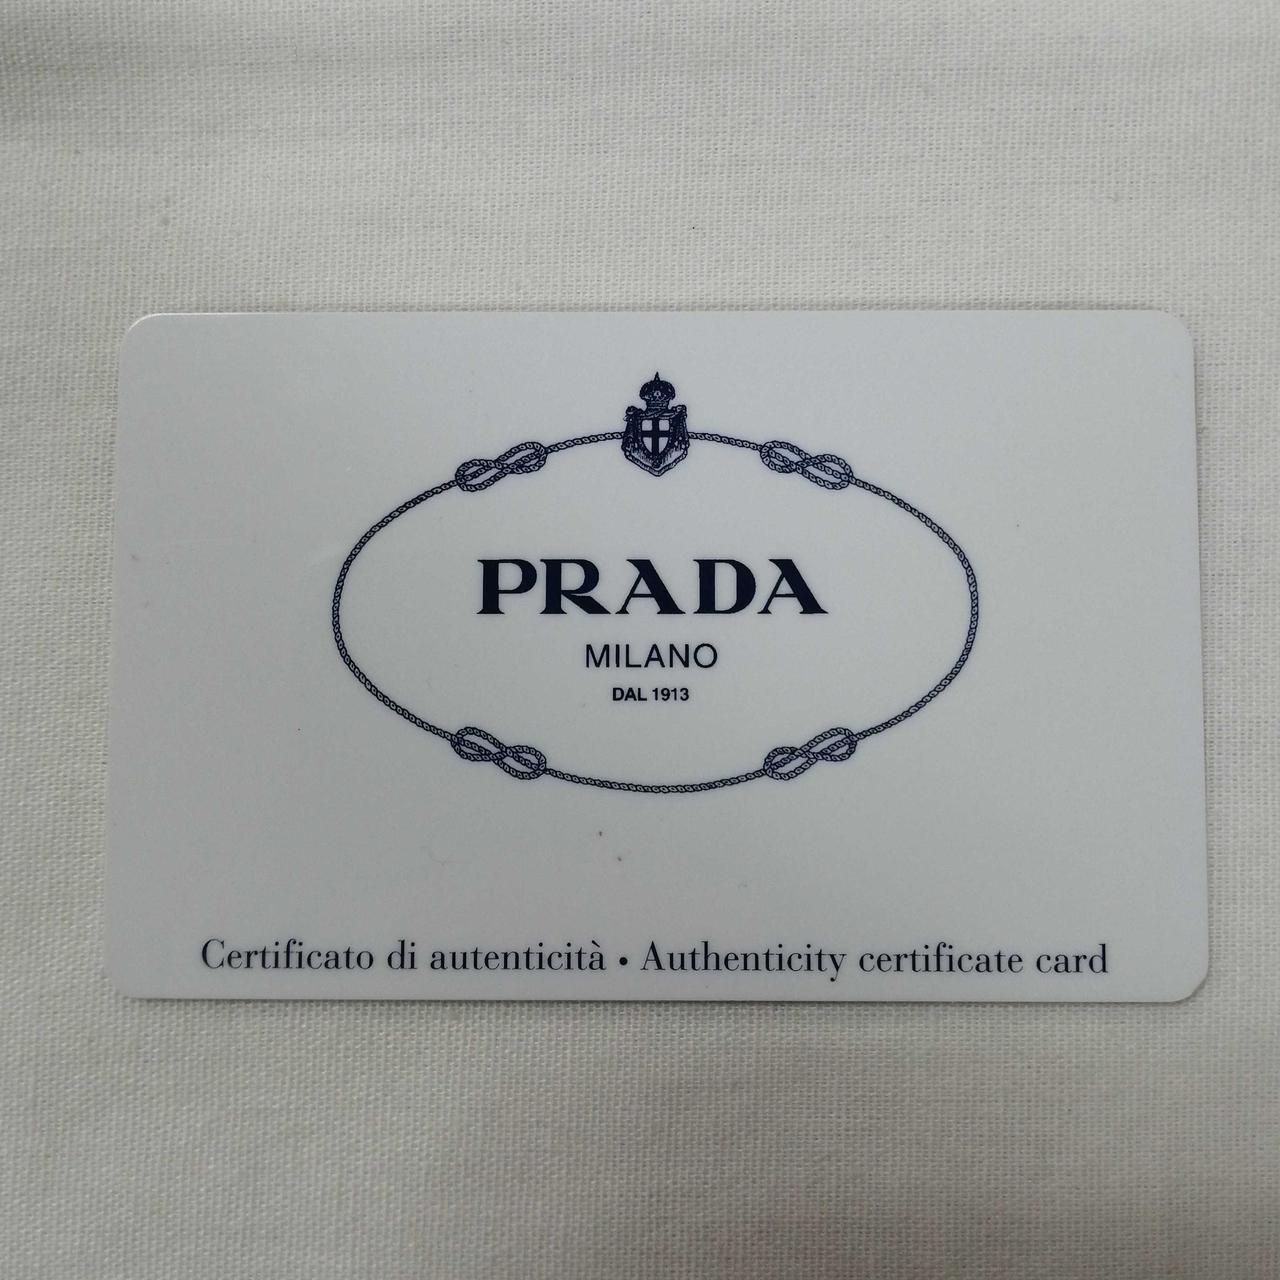 PRADA
MILANO
DAL 1913
Certificato di autenticità • Authenticity certificate card